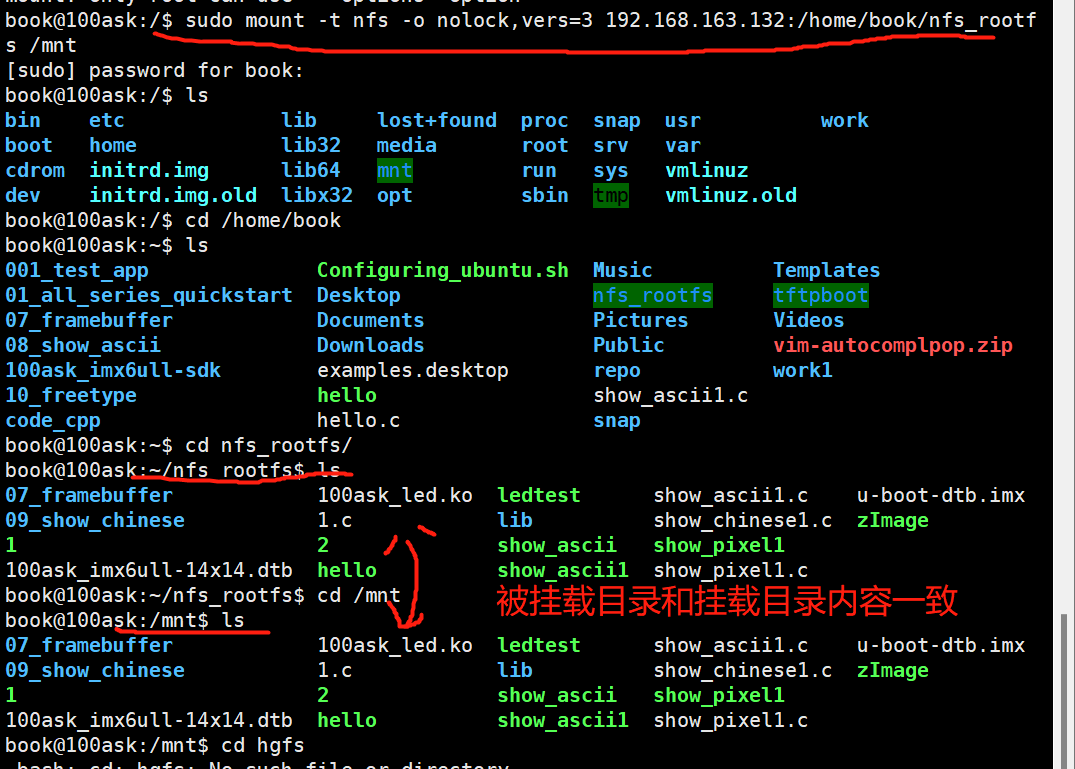 book@100ask:/$ sudo mount -t nfs -o nolock,vers=3 192.168.163.132:/home/book/nfs_rootf
s /mnt
[sudo] password for book:
book@100ask:/$ ls
bin etc lib lost+found proc snap usr work
boot home lib32 media root srv var
cdrom initrd.img lib64 mnt run sys vmlinuz
dev initrd.img.old libx32 opt sbin tmp vmlinuz.old
book@100ask:/$ cd /home/book
book@100ask:~$ ls
001_test_app Configuring_ubuntu.sh Music Templates
01_all_series_quickstart Desktop nfs_rootfs tftpboot
07_framebuffer Documents Pictures Videos
08_show_ascii Downloads Public vim-autocomplpop.zip
100ask_imx6ull-sdk examples.desktop repo work1
10_freetype hello show_ascii1.c
code_cpp hello.c snap
book@100ask:~$ cd nfs_rootfs/
book@100ask:~/nfs_rootfs$ ls
07_framebuffer 100ask_led.ko ledtest show_ascii1.c u-boot-dtb.imx
09_show_chinese 1.c lib show_chinese1.c zImage
1 2 show_ascii show_pixel1
100ask_imx6ull-14x14.dtb hello show_ascii1 show_pixel1.c
book@100ask:~/nfs_rootfs$ cd /mnt
被挂载目录和挂载目录内容一致
book@100ask:/mnt$ ls
07_framebuffer 100ask_led.ko ledtest show_ascii1.c u-boot-dtb.imx
09_show_chinese 1.c lib show_chinese1.c zImage
1 2 show_ascii show_pixel1
100ask_imx6ull-14x14.dtb hello show_ascii1 show_pixel1.c
book@100ask:/mnt$ cd hgfs
bash: cd: hgfs: No such file or directory